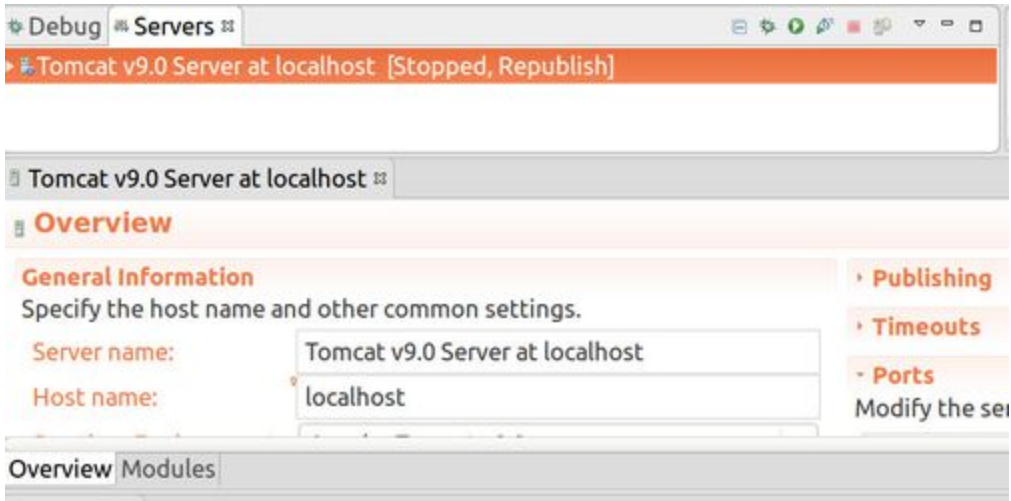 Debug Servers
Tomcat v9.0 Server at localhost [Stopped, Republish]
Tomcat v9.0 Server at localhost
Overview
General Information
Specify the host name and other common settings.
Server name: Tomcat v9.0 Server at localhost
Host name: localhost
Publishing
Timeouts
Ports
Modify the ser
Overview Modules